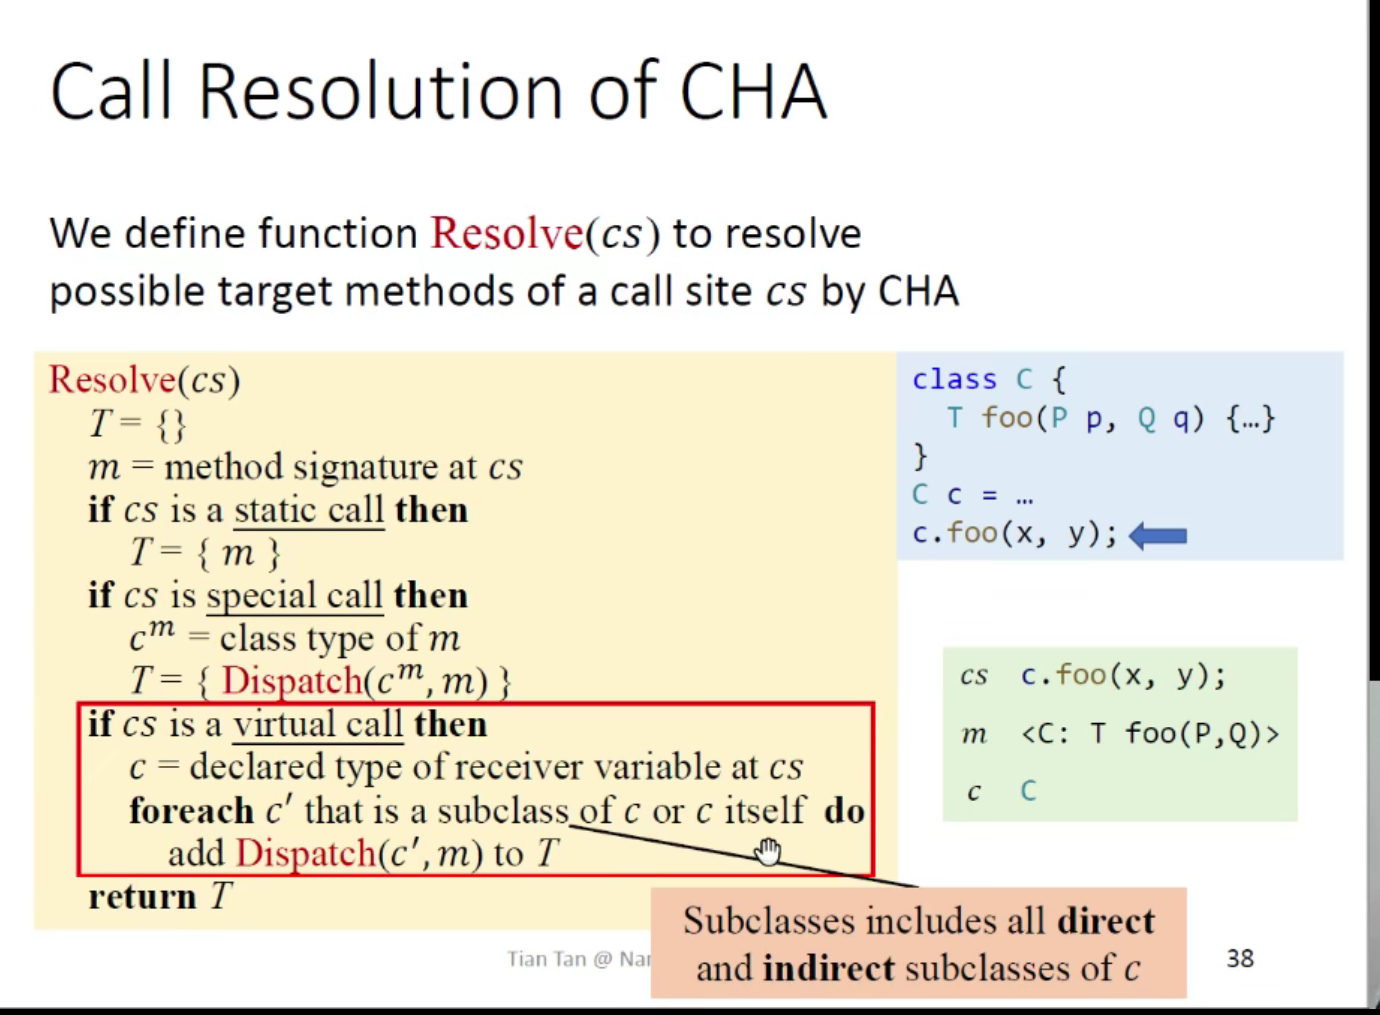 Call Resolution of CHA
We define function Resolve(cs) to resolve
possible target methods of a call site cs by CHA
Resolve(cs)
T = {}
m = method signature at cs
if cs is a static call then
T = { m }
if cs is special call then
c^m = class type of m
T = { Dispatch(c^m, m) }
if cs is a virtual call then
c = declared type of receiver variable at cs
foreach c′ that is a subclass of c or c itself do
add Dispatch(c′, m) to T
return T
class C {
T foo(P p, Q q) {…}
}
C c = …
c.foo(x, y);
cs c.foo(x, y);
m <C: T foo(P,Q)>
c C
Subclasses includes all direct
and indirect subclasses of c
Tian Tan @
38